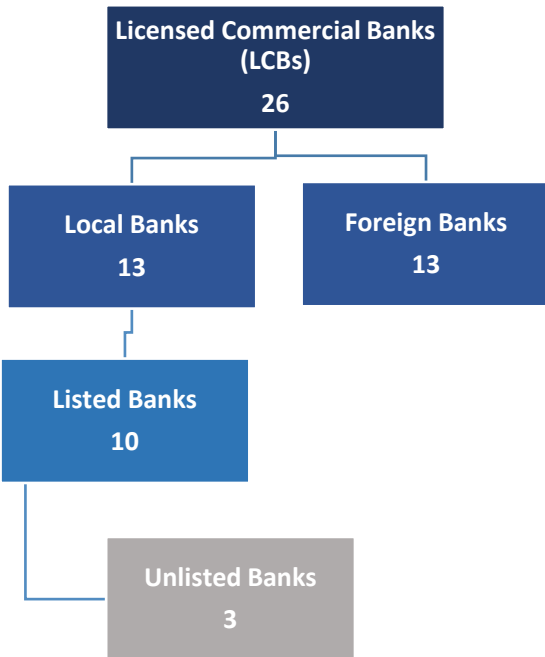 Licensed Commercial Banks
(LCBs)
26
Local Banks
13
Foreign Banks
13
Listed Banks
10
Unlisted Banks
3